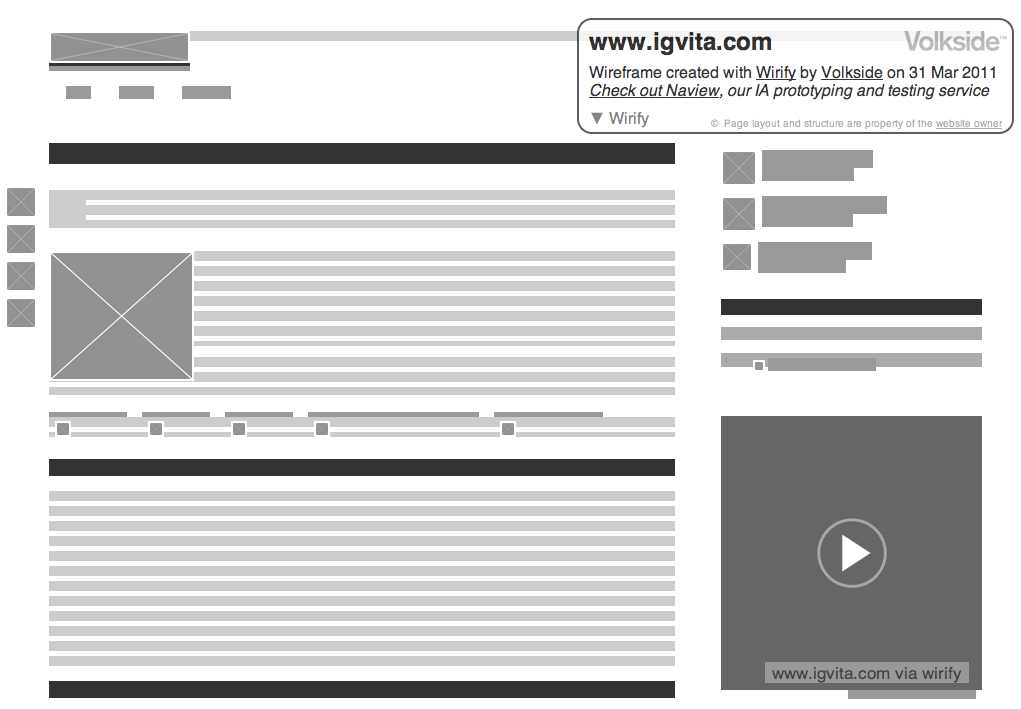 www.igvita.com
Volkside™
Wireframe created with Wirify by Volkside on 31 Mar 2011
Check out Naview, our IA prototyping and testing service
▼ Wirify
© Page layout and structure are property of the website owner
www.igvita.com via wirify